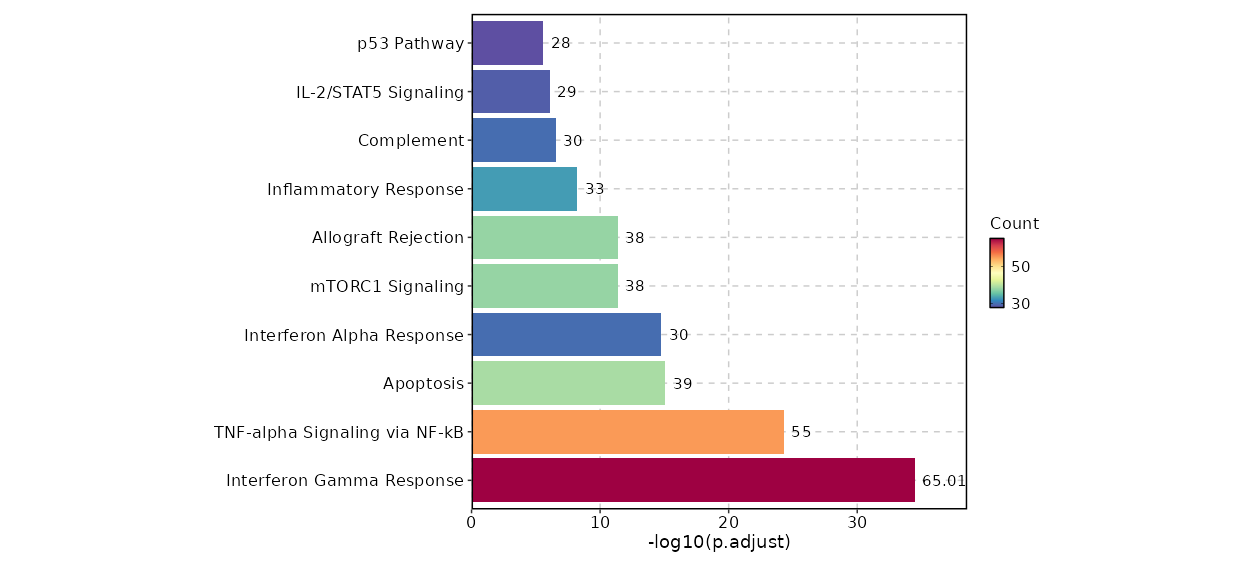 p53 Pathway 28
IL-2/STAT5 Signaling 29
Complement 30
Inflammatory Response 33
Allograft Rejection 38
mTORC1 Signaling 38
Interferon Alpha Response 30
Apoptosis 39
TNF-alpha Signaling via NF-kB 55
Interferon Gamma Response 65.01
0 10 20 30
-log10(p.adjust)
Count
50
30